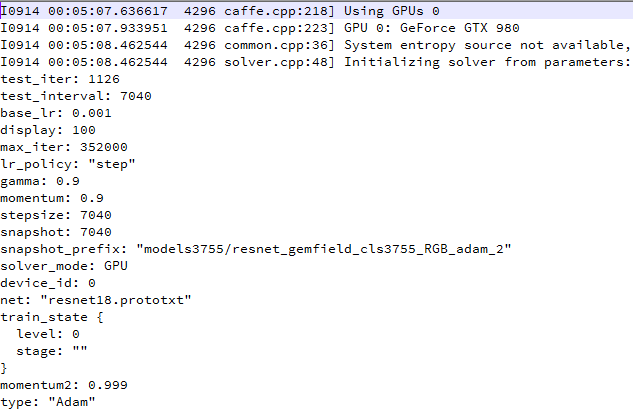 I0914 00:05:07.636617  4296 caffe.cpp:218] Using GPUs 0
I0914 00:05:07.933951  4296 caffe.cpp:223] GPU 0: GeForce GTX 980
I0914 00:05:08.462544  4296 common.cpp:36] System entropy source not available,
I0914 00:05:08.462544  4296 solver.cpp:48] Initializing solver from parameters:
test_iter: 1126
test_interval: 7040
base_lr: 0.001
display: 100
max_iter: 352000
lr_policy: "step"
gamma: 0.9
momentum: 0.9
stepsize: 7040
snapshot: 7040
snapshot_prefix: "models3755/resnet_gemfield_cls3755_RGB_adam_2"
solver_mode: GPU
device_id: 0
net: "resnet18.prototxt"
train_state {
  level: 0
  stage: ""
}
momentum2: 0.999
type: "Adam"